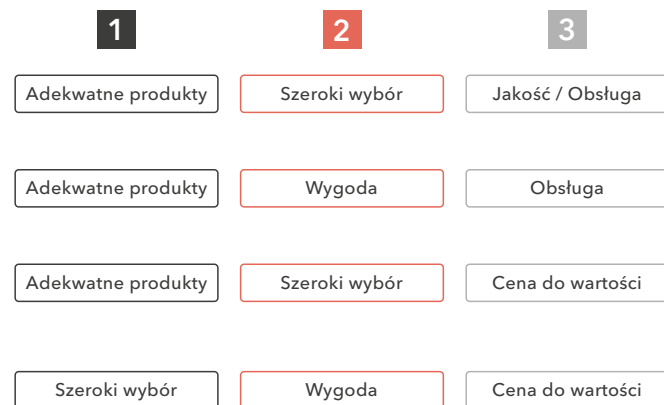 1 2 3
Adekwatne produkty Szeroki wybór Jakość / Obsługa
Adekwatne produkty Wygoda Obsługa
Adekwatne produkty Szeroki wybór Cena do wartości
Szeroki wybór Wygoda Cena do wartości